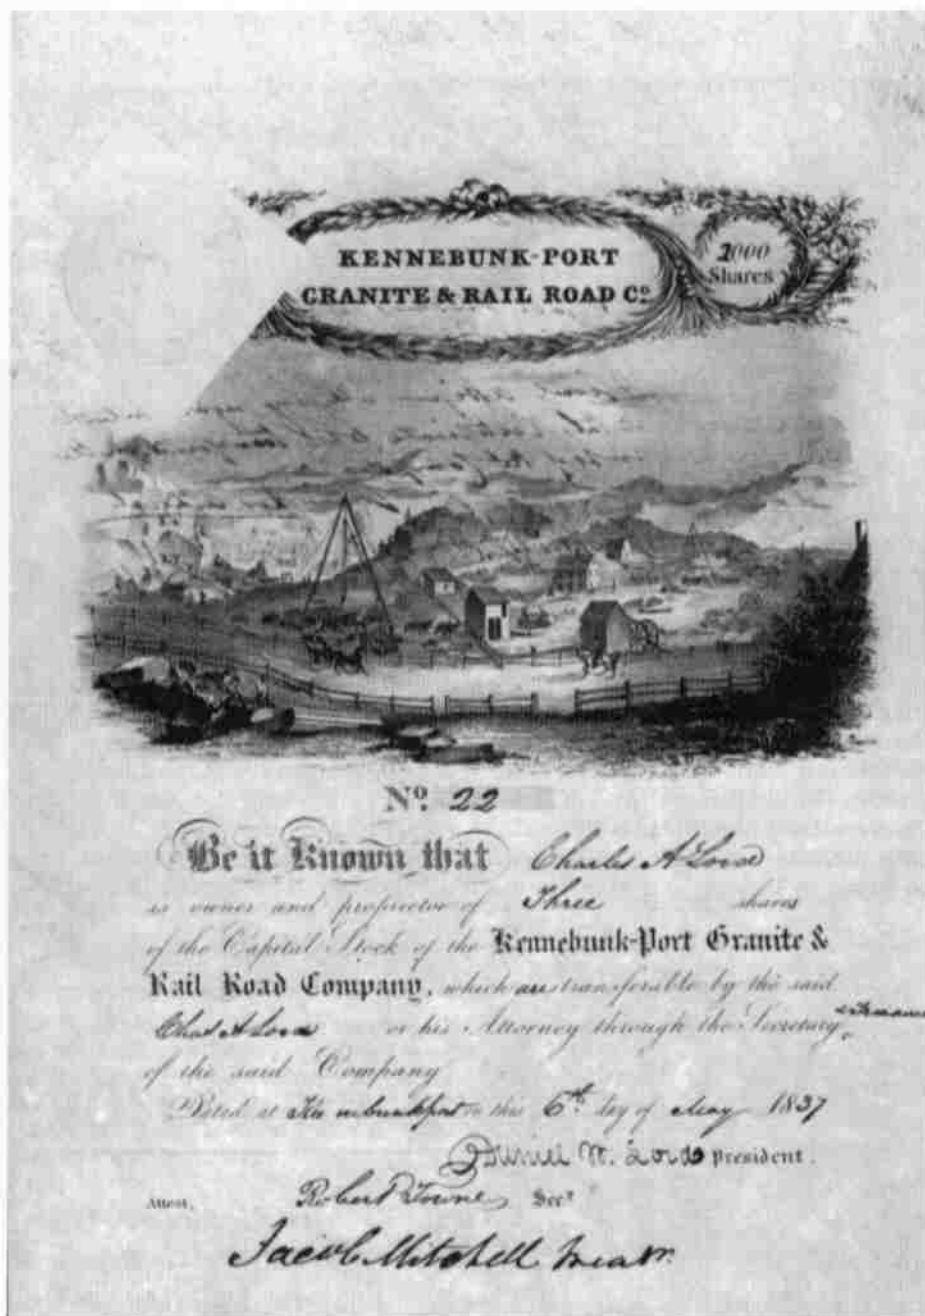 KENNEBUNK-PORT
GRANITE & RAIL ROAD Cº
2000
Shares
Nº 22
Be it Known, that Charles A Lord
is owner and proprietor of Three shares
of the Capital Stock of the Kennebunk-Port Granite &
Rail Road Company, which are transferible by the said
Chas A Lord or his Attorney through the Secretary
of the said Company
Dated at Kennebunkport this 6th day of May 1837
Daniel W. Lord President.
Attest, Robert Towne Secy
Jacob Mitchell Treasr.